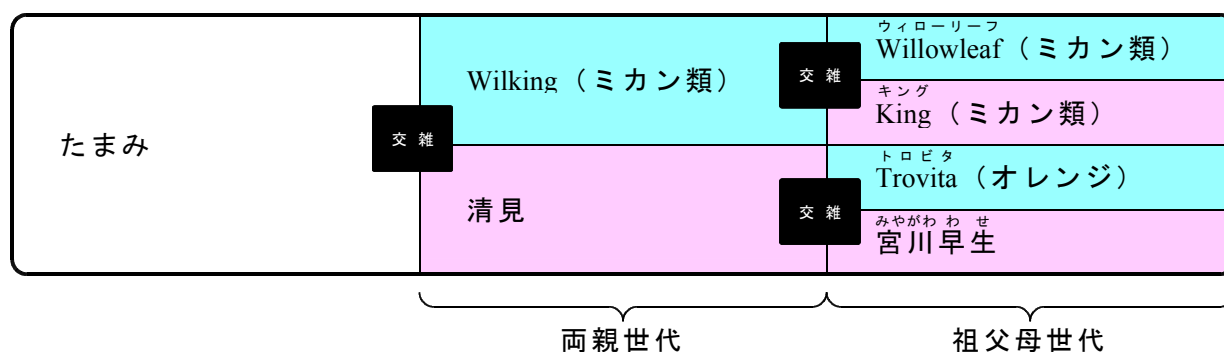 たまみ
交雑
Wilking（ミカン類）
清見
交雑
ウィローリーフ
Willowleaf（ミカン類）
キング
King（ミカン類）
交雑
トロビタ
Trovita（オレンジ）
みやがわわせ
宮川早生
両親世代
祖父母世代